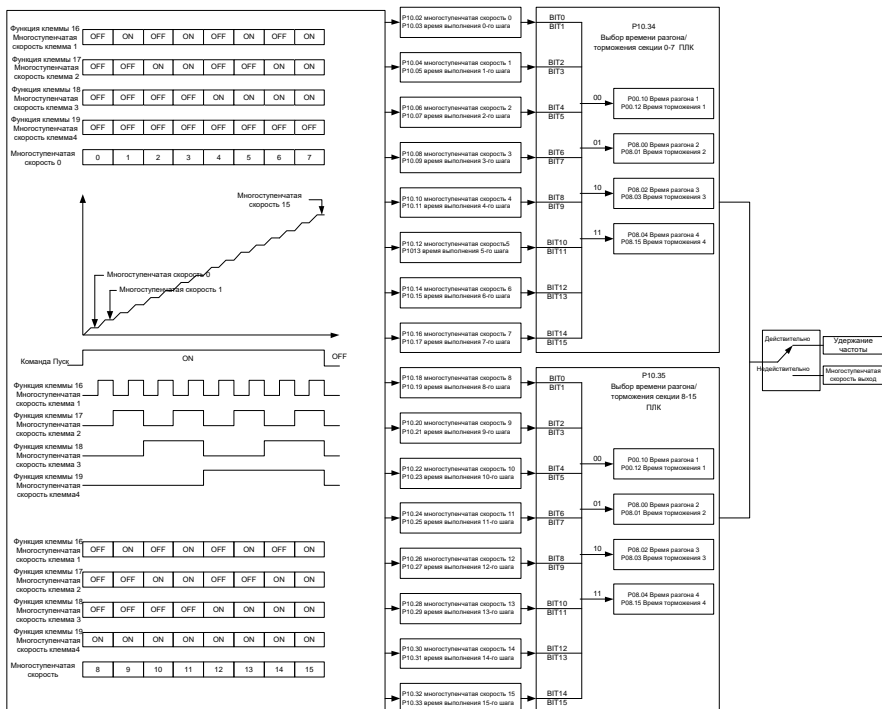 Функция клеммы 16
Многоступенчатая
скорость клемма 1
OFF ON OFF ON OFF ON OFF ON
Функция клеммы 17
Многоступенчатая
скорость клемма 2
OFF OFF ON ON OFF OFF ON ON
Функция клеммы 18
Многоступенчатая
скорость клемма 3
OFF OFF OFF OFF ON ON ON ON
Функция клеммы 19
Многоступенчатая
скорость клемма4
OFF OFF OFF OFF OFF OFF OFF OFF
Многоступенчатая
скорость 0
0 1 2 3 4 5 6 7
Многоступенчатая
скорость 15
Многоступенчатая скорость 0
Многоступенчатая скорость 1
Команда Пуск
ON
OFF
Функция клеммы 16
Многоступенчатая
скорость клемма 1
Функция клеммы 17
Многоступенчатая
скорость клемма 2
Функция клеммы 18
Многоступенчатая
скорость клемма 3
Функция клеммы 19
Многоступенчатая
скорость клемма4
Функция клеммы 16
Многоступенчатая
скорость клемма 1
OFF ON OFF ON OFF ON OFF ON
Функция клеммы 17
Многоступенчатая
скорость клемма 2
OFF OFF ON ON OFF OFF ON ON
Функция клеммы 18
Многоступенчатая
скорость клемма 3
OFF OFF OFF OFF ON ON ON ON
Функция клеммы 19
Многоступенчатая
скорость клемма4
ON ON ON ON ON ON ON ON
Многоступенчатая
скорость
8 9 10 11 12 13 14 15
P10.02 многоступенчатая скорость 0
P10.03 время выполнения 0-го шага
P10.04 многоступенчатая скорость 1
P10.05 время выполнения 1-го шага
P10.06 многоступенчатая скорость 2
P10.07 время выполнения 2-го шага
P10.08 многоступенчатая скорость 3
P10.09 время выполнения 3-го шага
P10.10 многоступенчатая скорость 4
P10.11 время выполнения 4-го шага
P10.12 многоступенчатая скорость5
P1013 время выполнения 5-го шага
P10.14 многоступенчатая скорость 6
P10.15 время выполнения 6-го шага
P10.16 многоступенчатая скорость 7
P10.17 время выполнения 7-го шага
P10.18 многоступенчатая скорость 8
P10.19 время выполнения 8-го шага
P10.20 многоступенчатая скорость 9
P10.21 время выполнения 9-го шага
P10.22 многоступенчатая скорость 10
P10.23 время выполнения 10-го шага
P10.24 многоступенчатая скорость 11
P10.25 время выполнения 11-го шага
P10.26 многоступенчатая скорость 12
P10.27 время выполнения 12-го шага
P10.28 многоступенчатая скорость 13
P10.29 время выполнения 13-го шага
P10.30 многоступенчатая скорость 14
P10.31 время выполнения 14-го шага
P10.32 многоступенчатая скорость 15
P10.33 время выполнения 15-го шага
BIT0
BIT1
BIT2
BIT3
BIT4
BIT5
BIT6
BIT7
BIT8
BIT9
BIT10
BIT11
BIT12
BIT13
BIT14
BIT15
P10.34
Выбор времени разгона/
торможения секции 0-7 ПЛК
00
P00.10 Время разгона 1
P00.12 Время торможения 1
01
P08.00 Время разгона 2
P08.01 Время торможения 2
10
P08.02 Время разгона 3
P08.03 Время торможения 3
11
P08.04 Время разгона 4
P08.15 Время торможения 4
BIT0
BIT1
BIT2
BIT3
BIT4
BIT5
BIT6
BIT7
BIT8
BIT9
BIT10
BIT11
BIT12
BIT13
BIT14
BIT15
P10.35
Выбор времени разгона/
торможения секции 8-15
ПЛК
00
P00.10 Время разгона 1
P00.12 Время торможения 1
01
P08.00 Время разгона 2
P08.01 Время торможения 2
10
P08.02 Время разгона 3
P08.03 Время торможения 3
11
P08.04 Время разгона 4
P08.15 Время торможения 4
Действительно
Недействительно
Удержание
частоты
Многоступенчатая
скорость выход